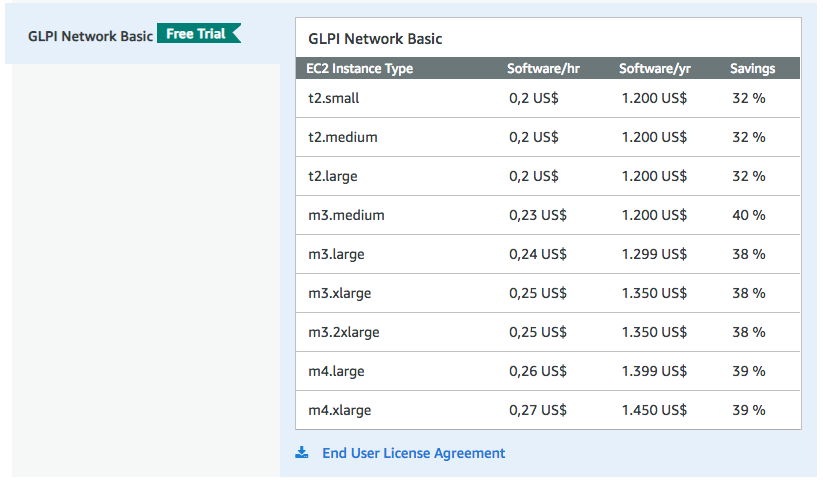 GLPI Network Basic Free Trial
GLPI Network Basic
EC2 Instance Type Software/hr Software/yr Savings
t2.small 0,2 US$ 1.200 US$ 32 %
t2.medium 0,2 US$ 1.200 US$ 32 %
t2.large 0,2 US$ 1.200 US$ 32 %
m3.medium 0,23 US$ 1.200 US$ 40 %
m3.large 0,24 US$ 1.299 US$ 38 %
m3.xlarge 0,25 US$ 1.350 US$ 38 %
m3.2xlarge 0,25 US$ 1.350 US$ 38 %
m4.large 0,26 US$ 1.399 US$ 39 %
m4.xlarge 0,27 US$ 1.450 US$ 39 %
End User License Agreement